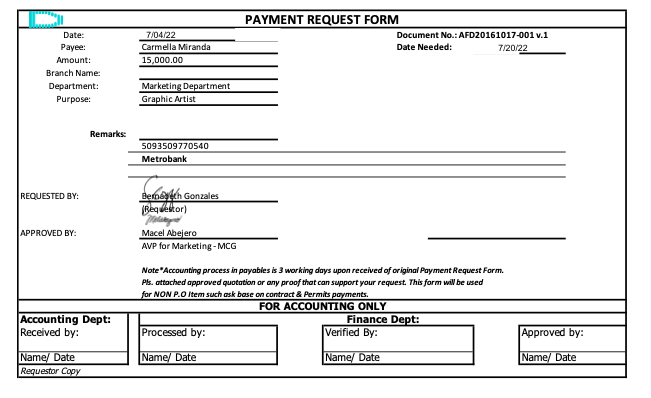 PAYMENT REQUEST FORM
Date: 7/04/22 Document No.: AFD20161017-001 v.1
Payee: Carmella Miranda Date Needed: 7/20/22
Amount: 15,000.00
Branch Name:
Department: Marketing Department
Purpose: Graphic Artist
Remarks:
5093509770540
Metrobank
REQUESTED BY: Bernadeth Gonzales
(Requestor)
APPROVED BY: Macel Abejero
AVP for Marketing - MCG
Note*Accounting process in payables is 3 working days upon received of original Payment Request Form.
Pls. attached approved quotation or any proof that can support your request. This form will be used
for NON P.O Item such ask base on contract & Permits payments.
FOR ACCOUNTING ONLY
Accounting Dept: Finance Dept:
Received by: Processed by: Verified By: Approved by:
Name/ Date Name/ Date Name/ Date Name/ Date
Requestor Copy